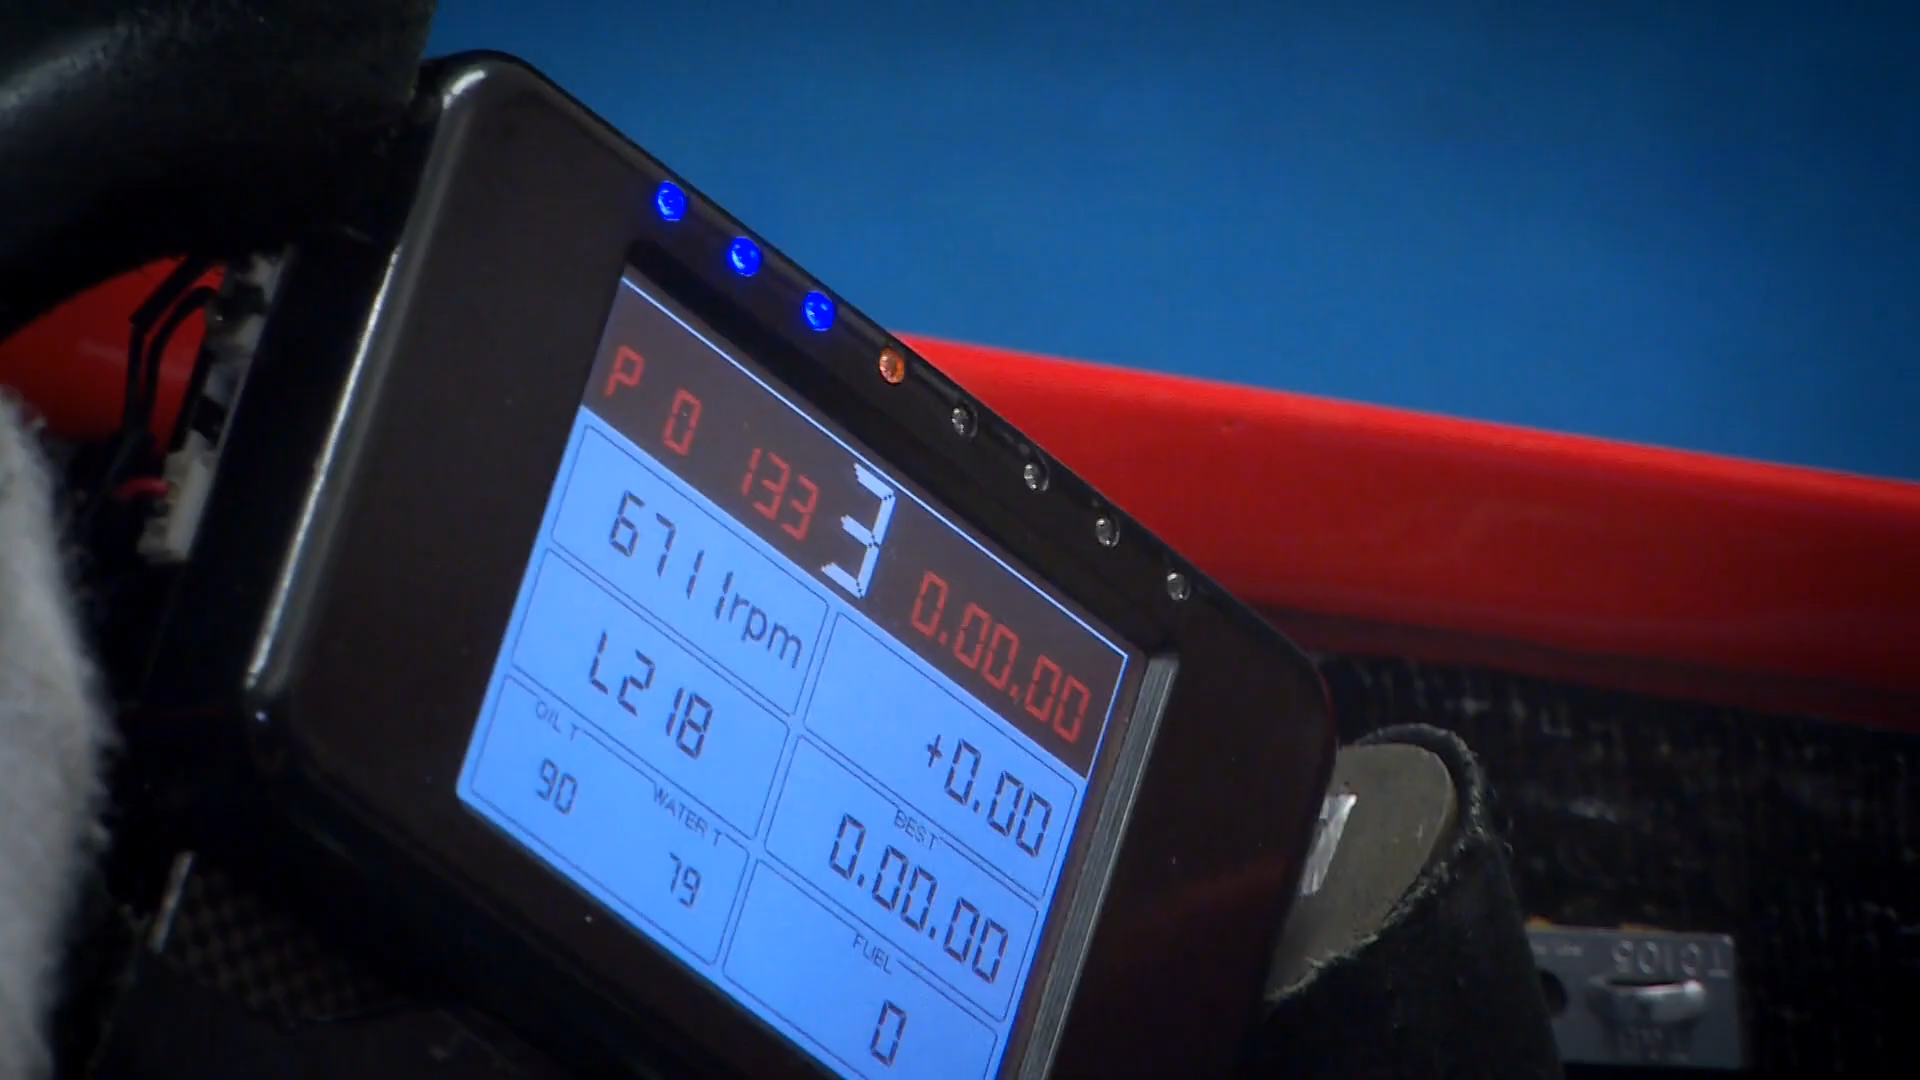 P 0 133 3 0.00.00
6711rpm
+0.00
L218
BEST
0.00.00
OIL T
90
WATER T
79
FUEL
0